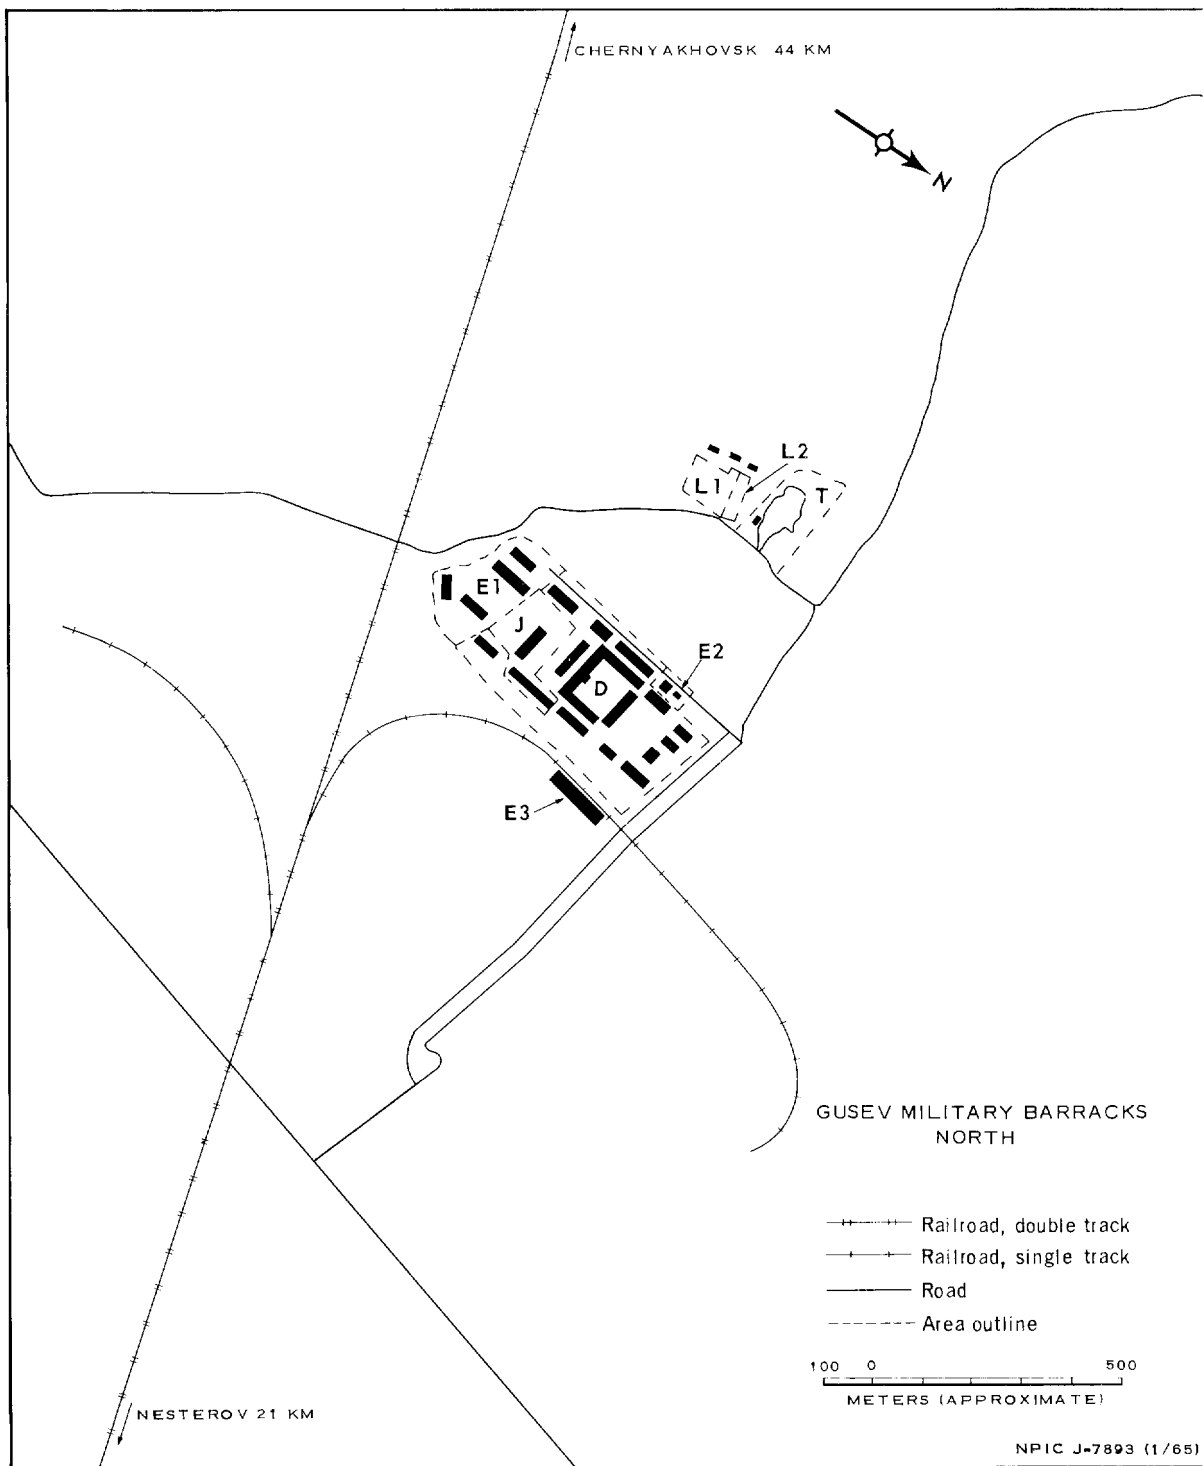 CHERNYAKHOVSK 44 KM
N
L2
L1
T
E1
J
E2
D
E3
GUSEV MILITARY BARRACKS
NORTH
Railroad, double track
Railroad, single track
Road
Area outline
100 0 500
METERS (APPROXIMATE)
NESTEROV 21 KM
NPIC J-7893 (1/65)